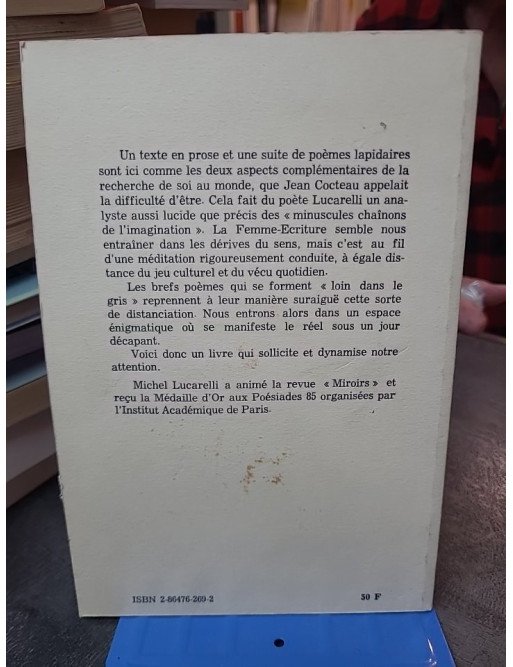 Un texte en prose et une suite de poèmes lapidaires
sont ici comme les deux aspects complémentaires de la
recherche de soi au monde, que Jean Cocteau appelait
la difficulté d'être. Cela fait du poète Lucarelli un ana-
lyste aussi lucide que précis des « minuscules chaînons
de l'imagination ». La Femme-Ecriture semble nous
entraîner dans les dérives du sens, mais c'est au fil
d'une méditation rigoureusement conduite, à égale dis-
tance du jeu culturel et du vécu quotidien.
Les brefs poèmes qui se forment « loin dans le
gris » reprennent à leur manière suraiguë cette sorte
de distanciation. Nous entrons alors dans un espace
énigmatique où se manifeste le réel sous un jour
décapant.
Voici donc un livre qui sollicite et dynamise notre
attention.
Michel Lucarelli a animé la revue « Miroirs » et
reçu la Médaille d'Or aux Poésiades 85 organisées par
l'Institut Académique de Paris.
ISBN 2-86476-269-2
50 F